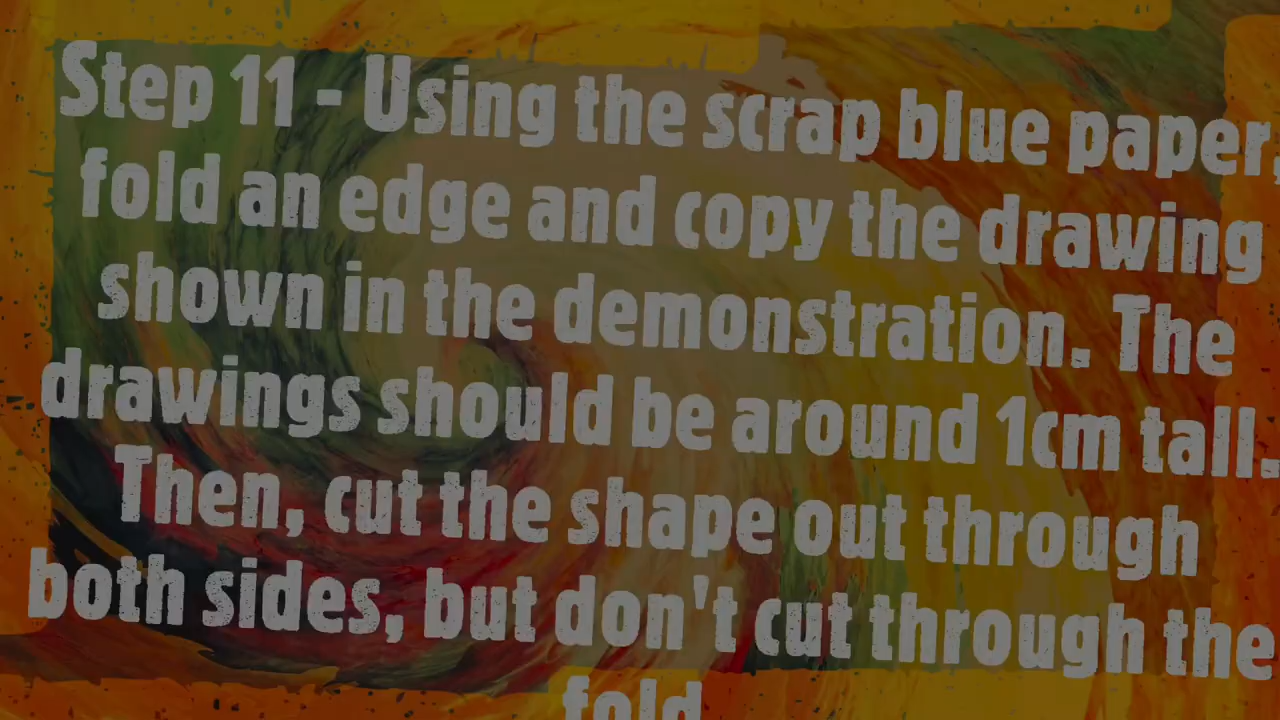 Step 11 - Using the scrap blue paper,
fold an edge and copy the drawing
shown in the demonstration. The
drawings should be around 1cm tall.
Then, cut the shape out through
both sides, but don't cut through the
fold